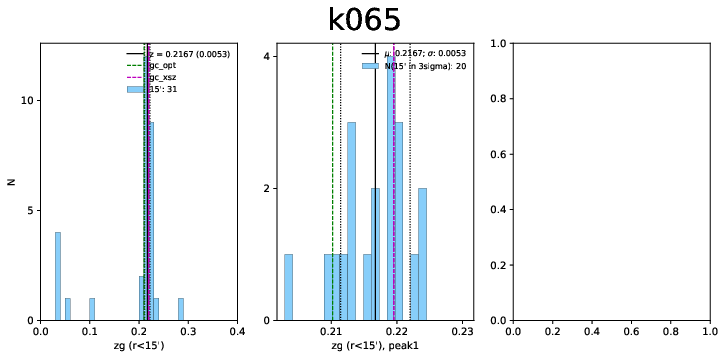 k065
z = 0.2167 (0.0053)
gc_opt
gc_xsz
15': 31
N
10
5
0
0.0 0.1 0.2 0.3 0.4
zg (r<15')
μ: 0.2167; σ: 0.0053
N(15' in 3sigma): 20
4
2
0
0.21 0.22 0.23
zg (r<15'), peak1
1.0
0.8
0.6
0.4
0.2
0.0
0.0 0.2 0.4 0.6 0.8 1.0